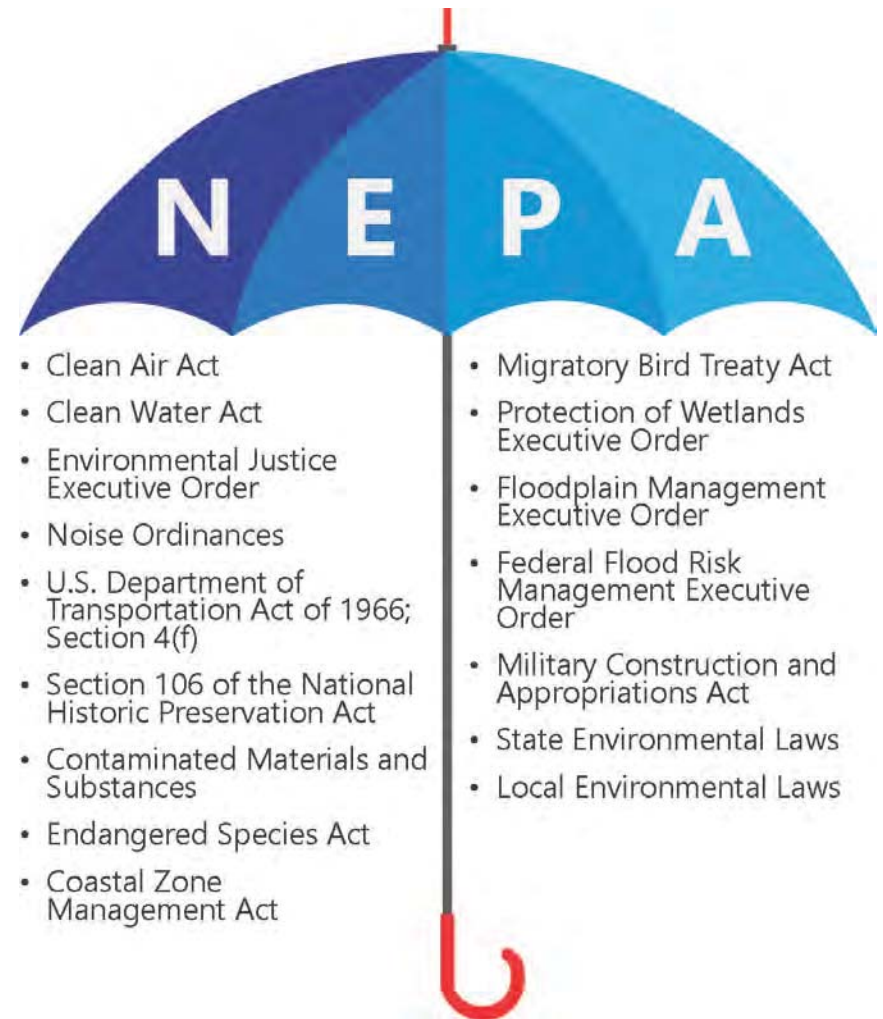 N E P A
• Clean Air Act
• Clean Water Act
• Environmental Justice
Executive Order
• Noise Ordinances
• U.S. Department of
Transportation Act of 1966;
Section 4(f)
• Section 106 of the National
Historic Preservation Act
• Contaminated Materials and
Substances
• Endangered Species Act
• Coastal Zone
Management Act
• Migratory Bird Treaty Act
• Protection of Wetlands
Executive Order
• Floodplain Management
Executive Order
• Federal Flood Risk
Management Executive
Order
• Military Construction and
Appropriations Act
• State Environmental Laws
• Local Environmental Laws